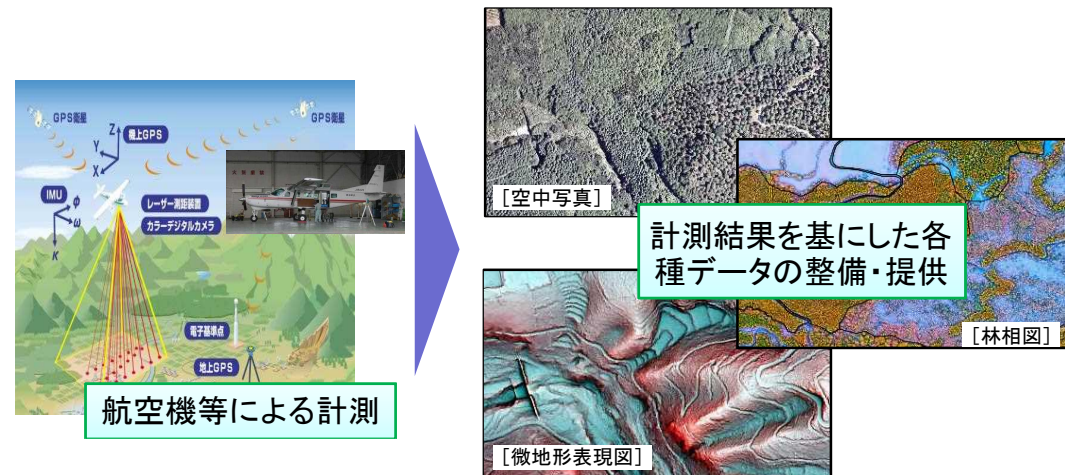 GPS衛星
GPS衛星
Z
機上GPS
Y
X
IMU
φ
ω
κ
レーザー測距装置
カラーデジタルカメラ
電子基準点
地上GPS
航空機等による計測
［空中写真］
計測結果を基にした各
種データの整備・提供
［林相図］
［微地形表現図］